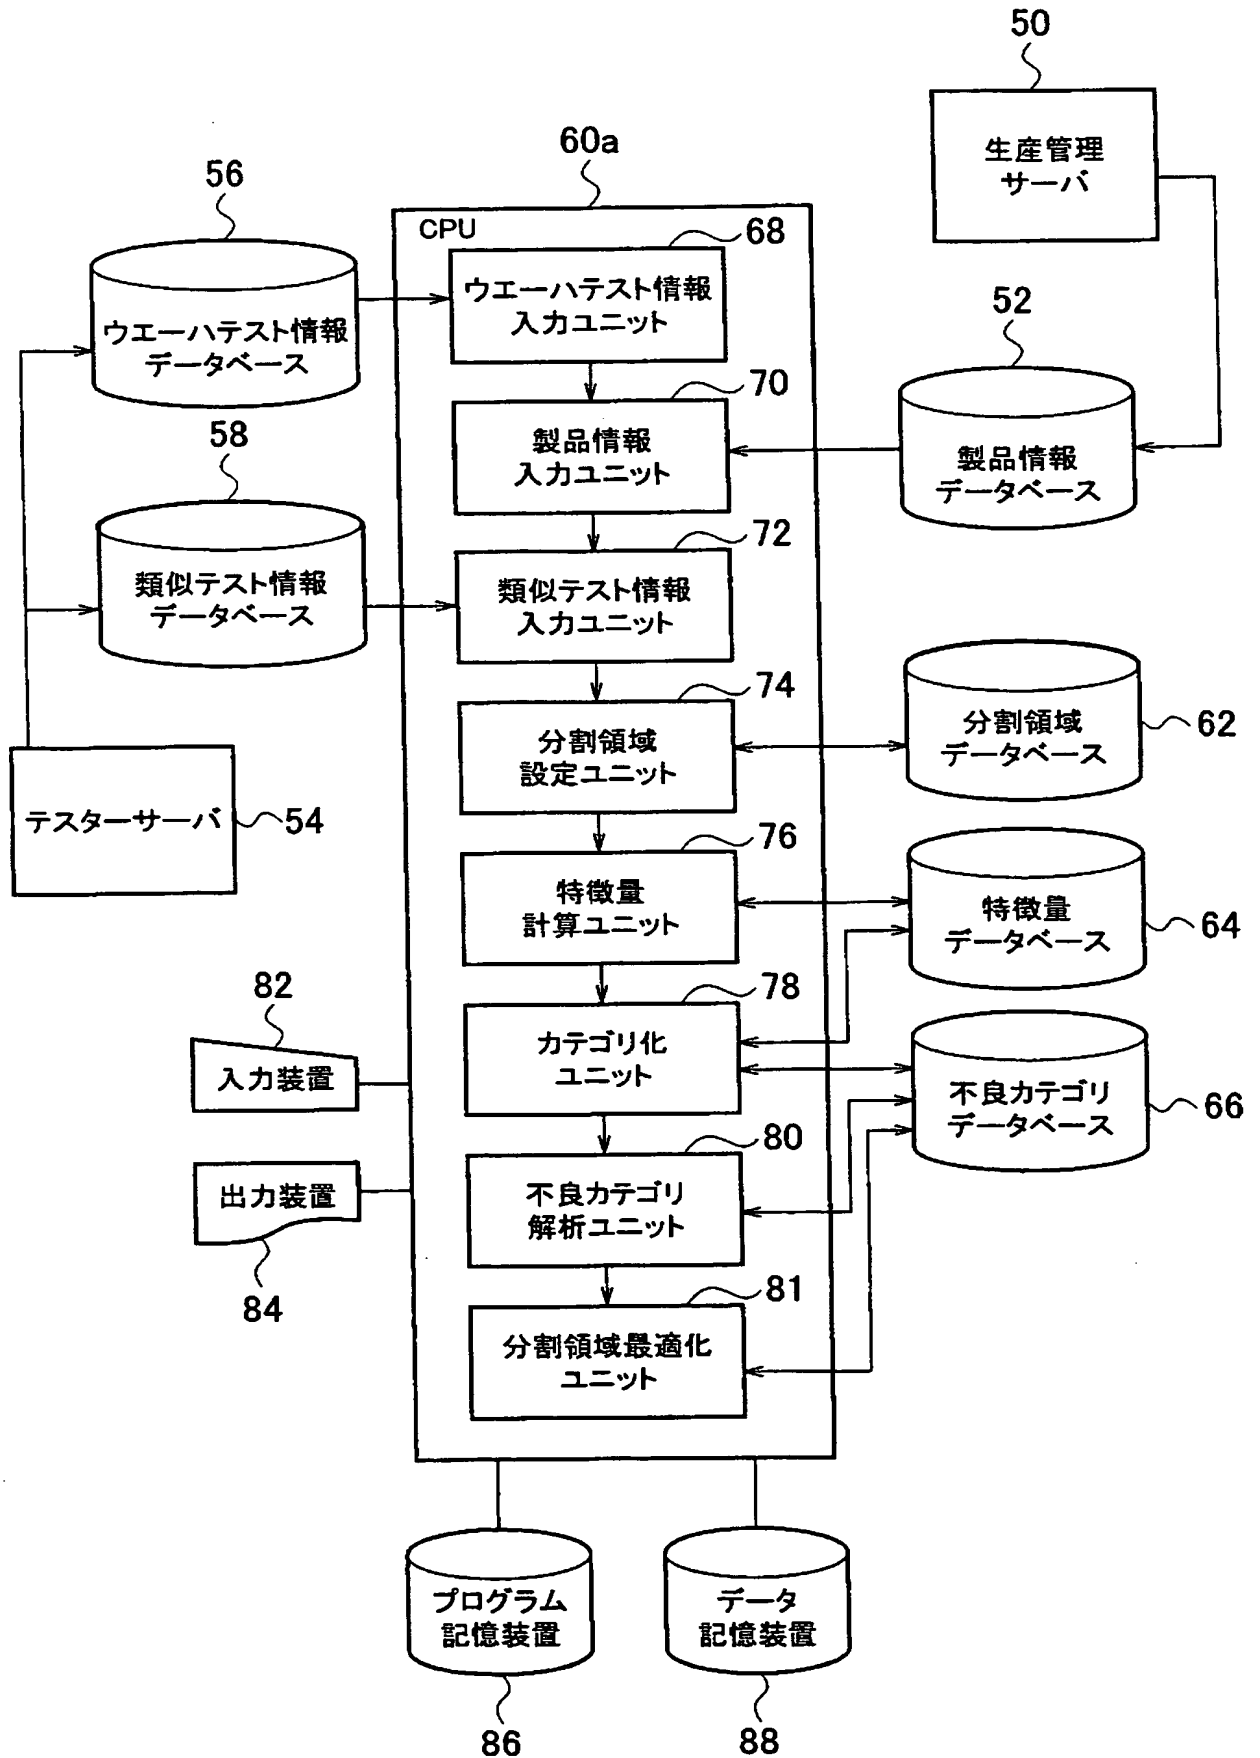 50
生産管理
サーバ
60a
56
CPU
68
ウエーハテスト情報
入力ユニット
ウエーハテスト情報
データベース
52
70
製品情報
入力ユニット
製品情報
データベース
58
72
類似テスト情報
データベース
類似テスト情報
入力ユニット
74
分割領域
設定ユニット
分割領域
データベース
62
テスターサーバ
54
76
特徴量
計算ユニット
特徴量
データベース
64
82
78
入力装置
カテゴリ化
ユニット
不良カテゴリ
データベース
66
80
出力装置
不良カテゴリ
解析ユニット
84
81
分割領域最適化
ユニット
プログラム
記憶装置
データ
記憶装置
86
88